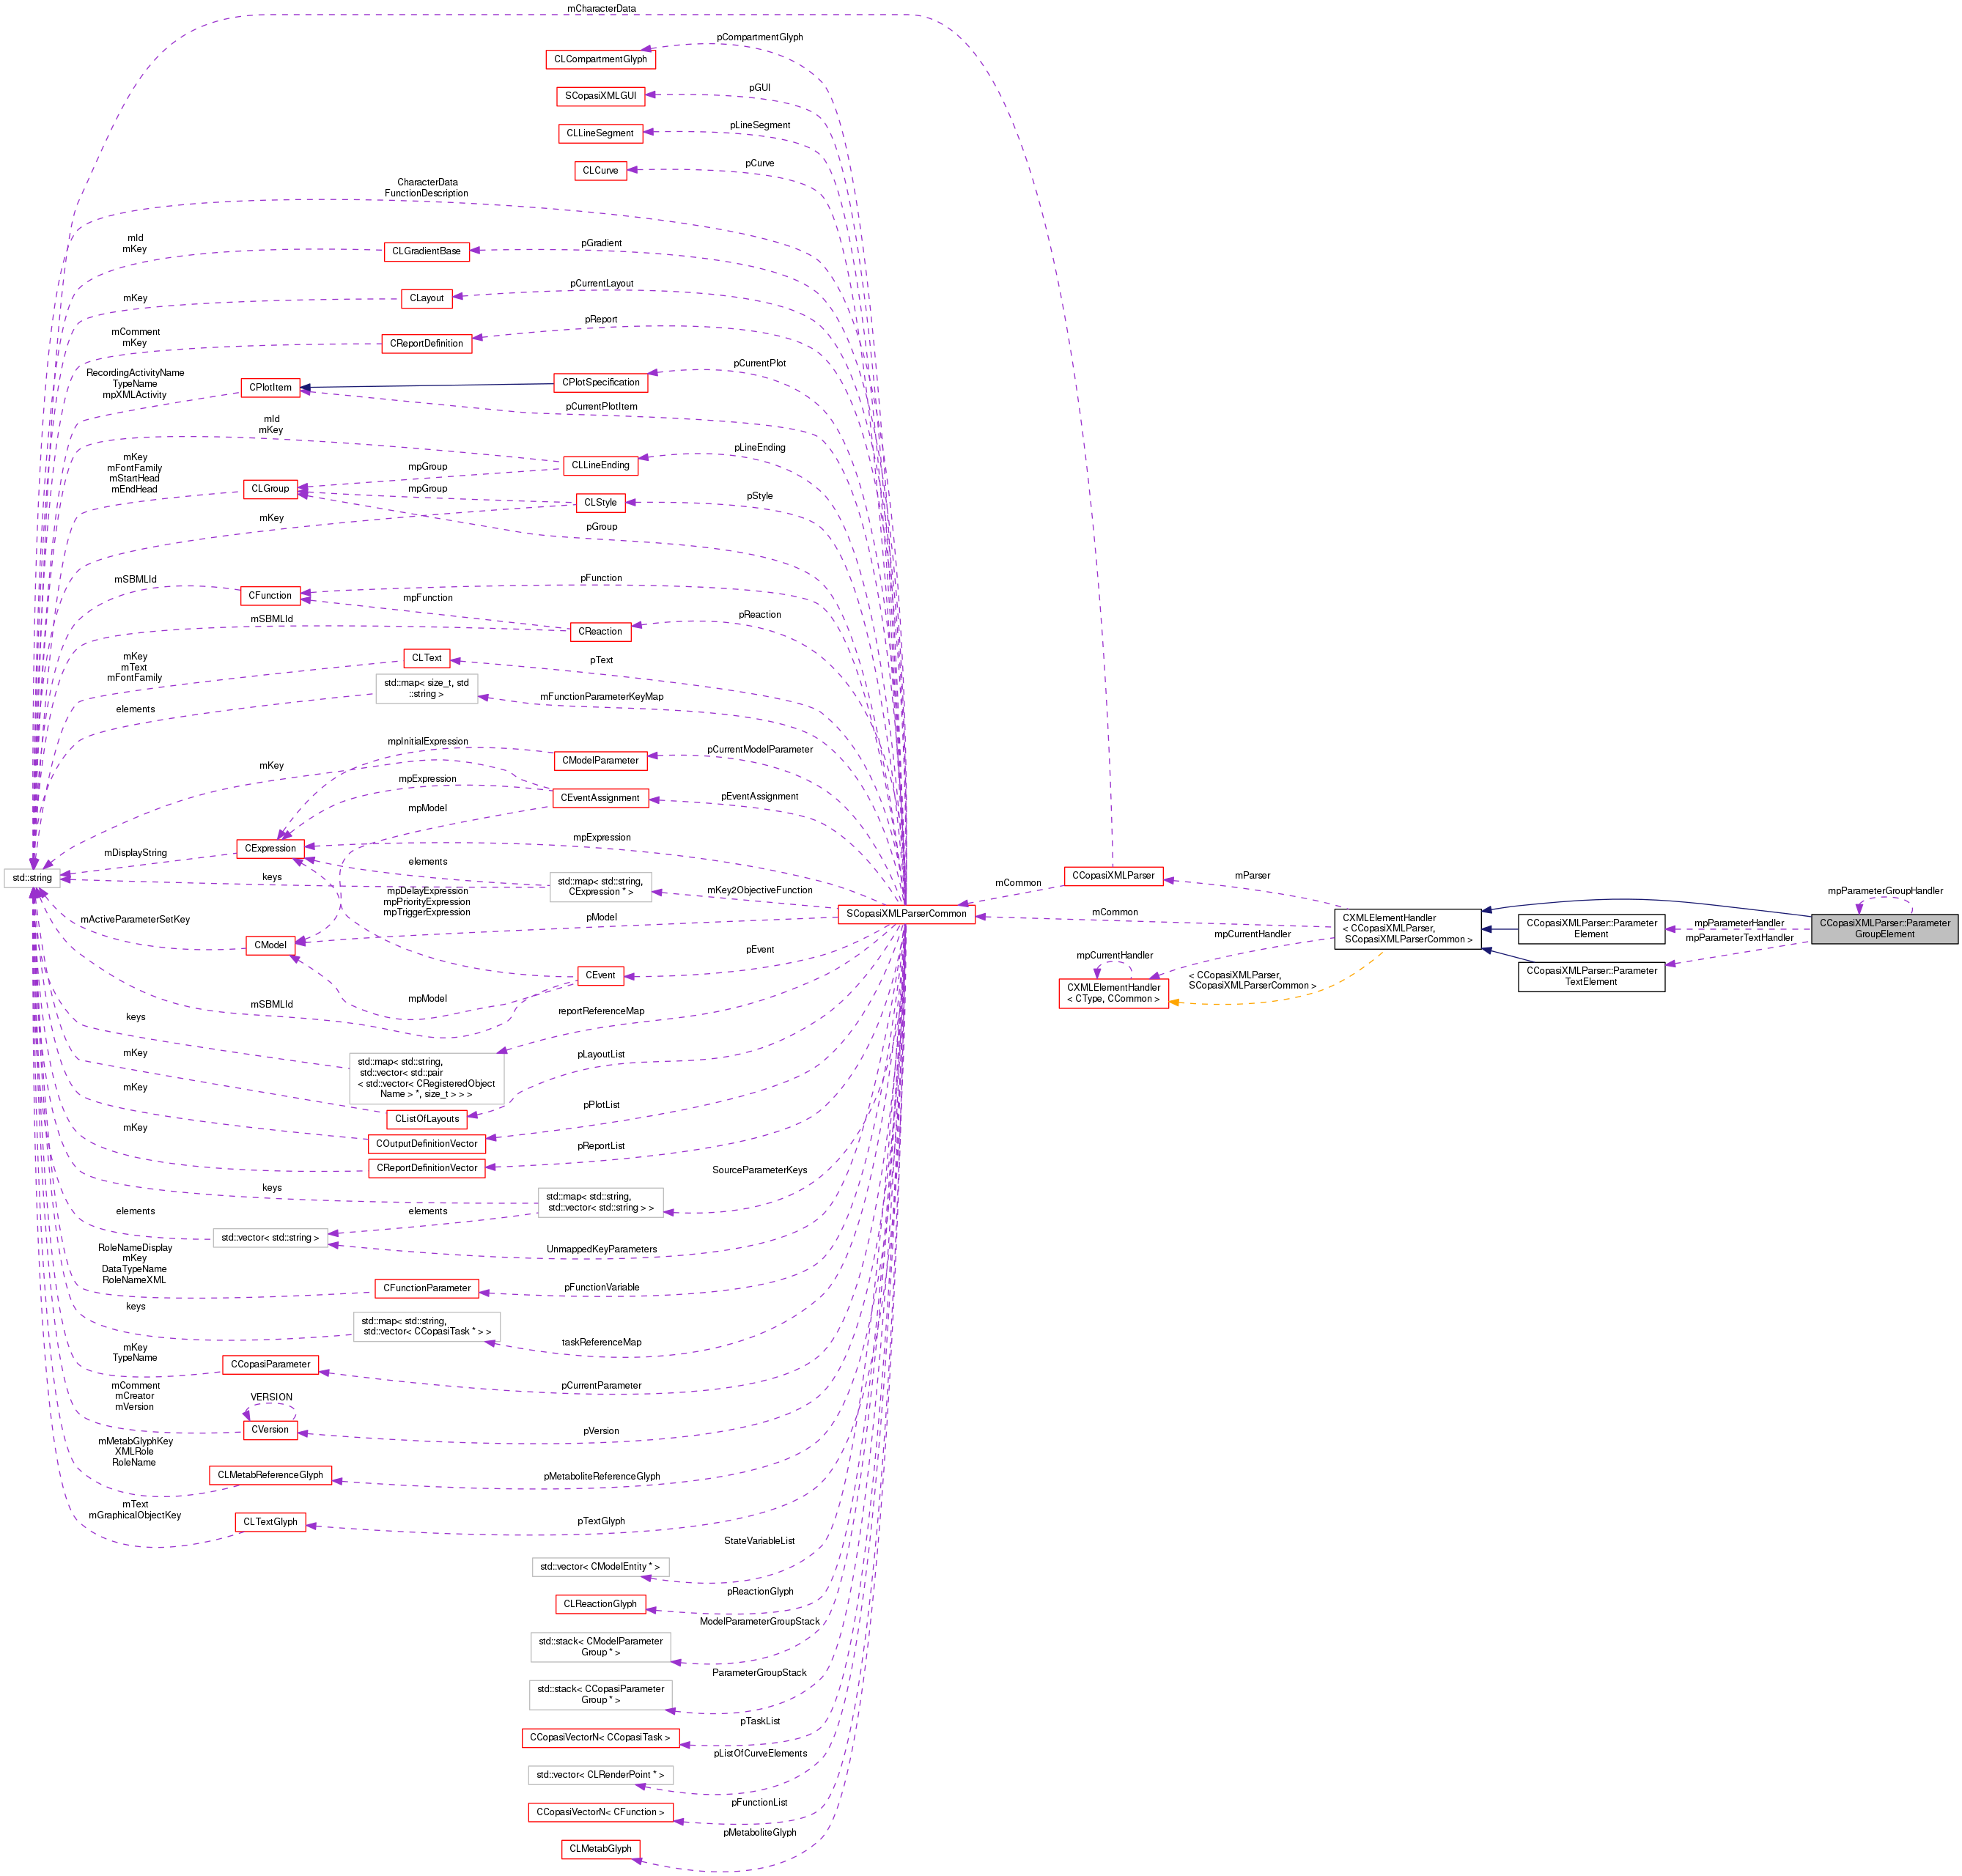 mCharacterData
pCompartmentGlyph
CLCompartmentGlyph
pGUI
SCopasiXMLGUI
pLineSegment
CLLineSegment
pCurve
CLCurve
CharacterData
FunctionDescription
mId
mKey
CLGradientBase
pGradient
mKey
CLayout
pCurrentLayout
mComment
mKey
CReportDefinition
pReport
RecordingActivityName
TypeName
mpXMLActivity
CPlotItem
CPlotSpecification
pCurrentPlot
pCurrentPlotItem
mId
mKey
CLLineEnding
pLineEnding
mpGroup
mKey
mFontFamily
mStartHead
mEndHead
CLGroup
mpGroup
CLStyle
pStyle
mKey
pGroup
mSBMLId
CFunction
pFunction
mpFunction
mSBMLId
CReaction
pReaction
mKey
mText
mFontFamily
CLText
pText
elements
std::map< size_t, std
::string >
mFunctionParameterKeyMap
mpInitialExpression
CModelParameter
pCurrentModelParameter
mKey
mpExpression
CEventAssignment
pEventAssignment
mpModel
mDisplayString
CExpression
mpExpression
elements
keys
std::map< std::string,
CExpression * >
mKey2ObjectiveFunction
std::string
mpDelayExpression
mpPriorityExpression
mpTriggerExpression
mActiveParameterSetKey
CModel
pModel
SCopasiXMLParserCommon
mCommon
CCopasiXMLParser
mParser
mCommon
CXMLElementHandler
< CCopasiXMLParser,
SCopasiXMLParserCommon >
mpCurrentHandler
mpCurrentHandler
CXMLElementHandler
< CType, CCommon >
< CCopasiXMLParser,
SCopasiXMLParserCommon >
CCopasiXMLParser::Parameter
Element
CCopasiXMLParser::Parameter
TextElement
mpParameterGroupHandler
mpParameterHandler
mpParameterTextHandler
CCopasiXMLParser::Parameter
GroupElement
pEvent
CEvent
mpModel
mSBMLId
keys
std::map< std::string,
std::vector< std::pair
< std::vector< CRegisteredObject
Name > *, size_t > > >
reportReferenceMap
mKey
CListOfLayouts
pLayoutList
mKey
COutputDefinitionVector
pPlotList
mKey
CReportDefinitionVector
pReportList
keys
std::map< std::string,
std::vector< std::string > >
SourceParameterKeys
elements
elements
std::vector< std::string >
UnmappedKeyParameters
RoleNameDisplay
mKey
DataTypeName
RoleNameXML
CFunctionParameter
pFunctionVariable
keys
std::map< std::string,
std::vector< CCopasiTask * > >
taskReferenceMap
mKey
TypeName
CCopasiParameter
pCurrentParameter
mComment
mCreator
mVersion
VERSION
CVersion
pVersion
mMetabGlyphKey
XMLRole
RoleName
CLMetabReferenceGlyph
pMetaboliteReferenceGlyph
mText
mGraphicalObjectKey
CLTextGlyph
pTextGlyph
StateVariableList
std::vector< CModelEntity * >
pReactionGlyph
CLReactionGlyph
ModelParameterGroupStack
std::stack< CModelParameter
Group * >
ParameterGroupStack
std::stack< CCopasiParameter
Group * >
pTaskList
CCopasiVectorN< CCopasiTask >
pListOfCurveElements
std::vector< CLRenderPoint * >
pFunctionList
CCopasiVectorN< CFunction >
pMetaboliteGlyph
CLMetabGlyph